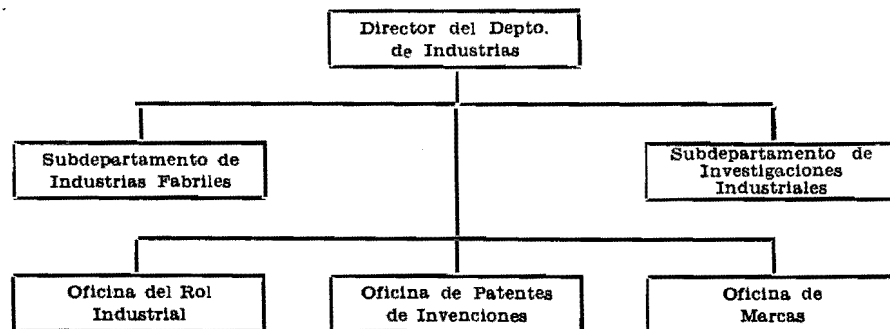 Director del Depto.
de Industrias
Subdepartamento de
Industrias Fabriles
Subdepartamento de
Investigaciones
Industriales
Oficina del Rol
Industrial
Oficina de Patentes
de Invenciones
Oficina de
Marcas